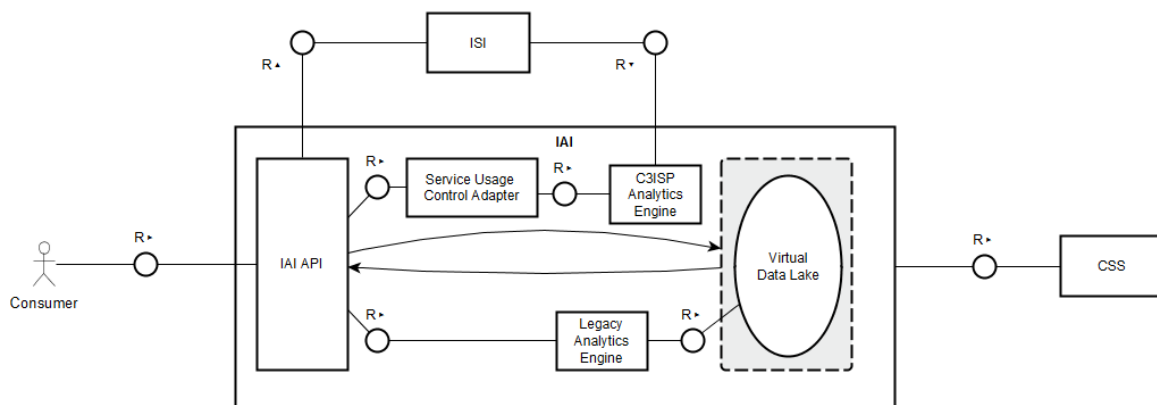 ISI
R ▴
R ▾
IAI
R ▸
Service Usage
Control Adapter
R ▸
C3ISP
Analytics
Engine
R ▸
Consumer
IAI API
Virtual
Data Lake
R ▸
CSS
R ▸
Legacy
Analytics
Engine
R ▸